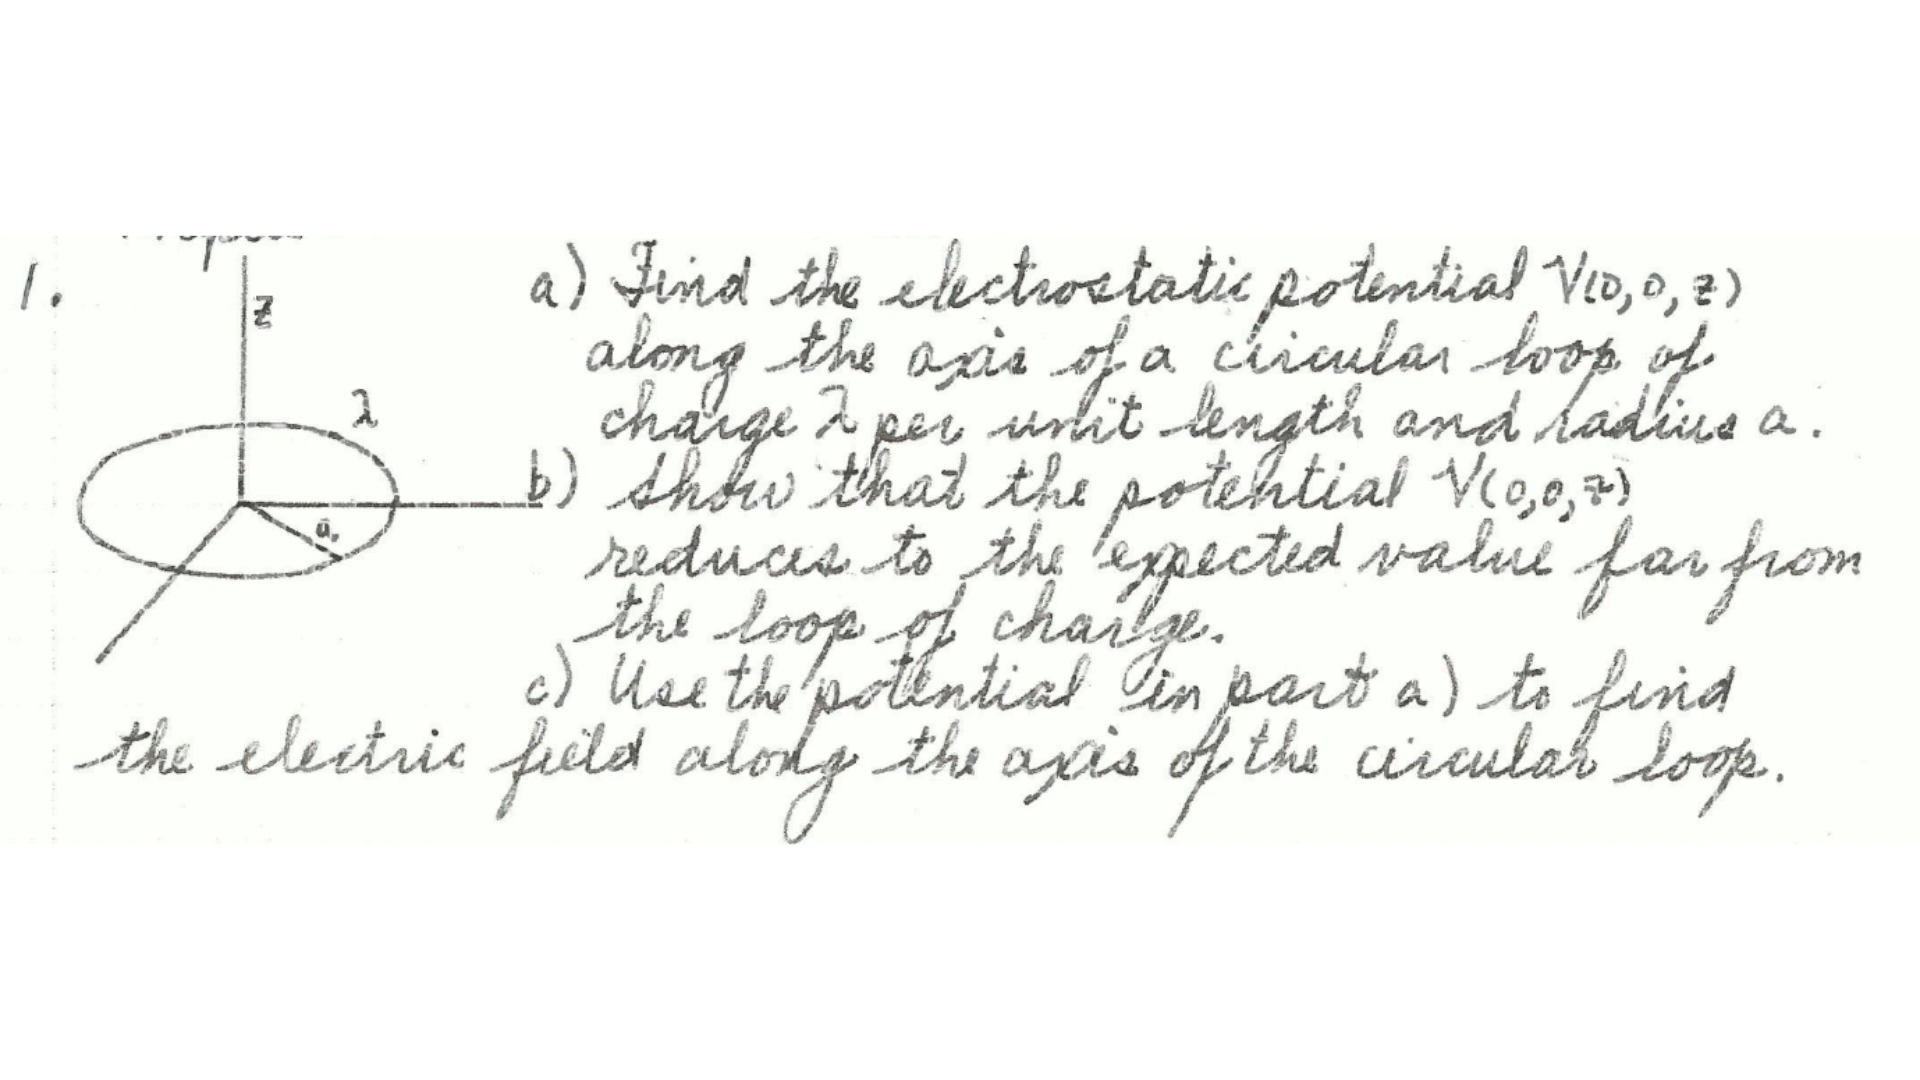 1.
z
λ
a
a) Find the electrostatic potential V(0,0,z)
along the axis of a circular loop of
charge λ per unit length and radius a.
b) Show that the potential V(0,0,z)
reduces to the expected value far from
the loop of charge.
c) Use the potential in part a) to find
the electric field along the axis of the circular loop.